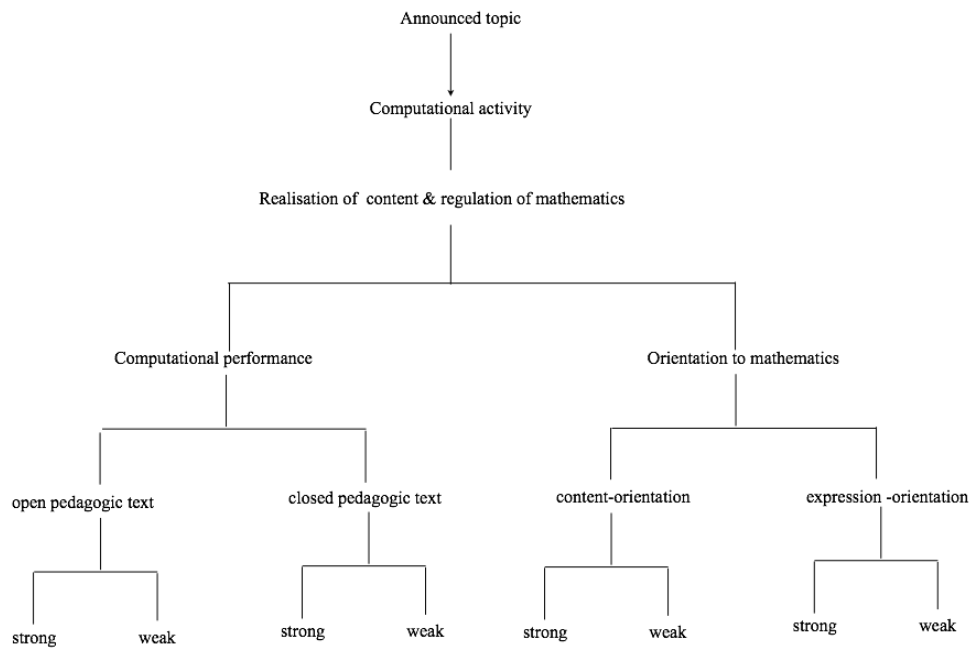 Announced topic
Computational activity
Realisation of content & regulation of mathematics
Computational performance
Orientation to mathematics
open pedagogic text
closed pedagogic text
content-orientation
expression -orientation
strong
weak
strong
weak
strong
weak
strong
weak